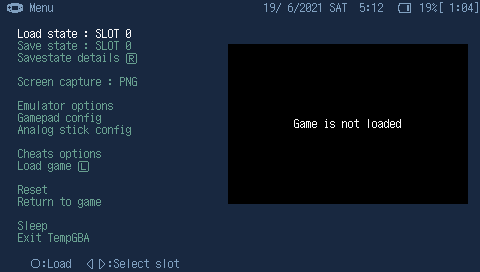 Menu 19/ 6/2021 SAT 5:12 19%[ 1:04]
Load state : SLOT 0
Save state : SLOT 0
Savestate details R
Screen capture : PNG
Game is not loaded
Emulator options
Gamepad config
Analog stick config
Cheats options
Load game L
Reset
Return to game
Sleep
Exit TempGBA
○:Load ◁ ▷:Select slot